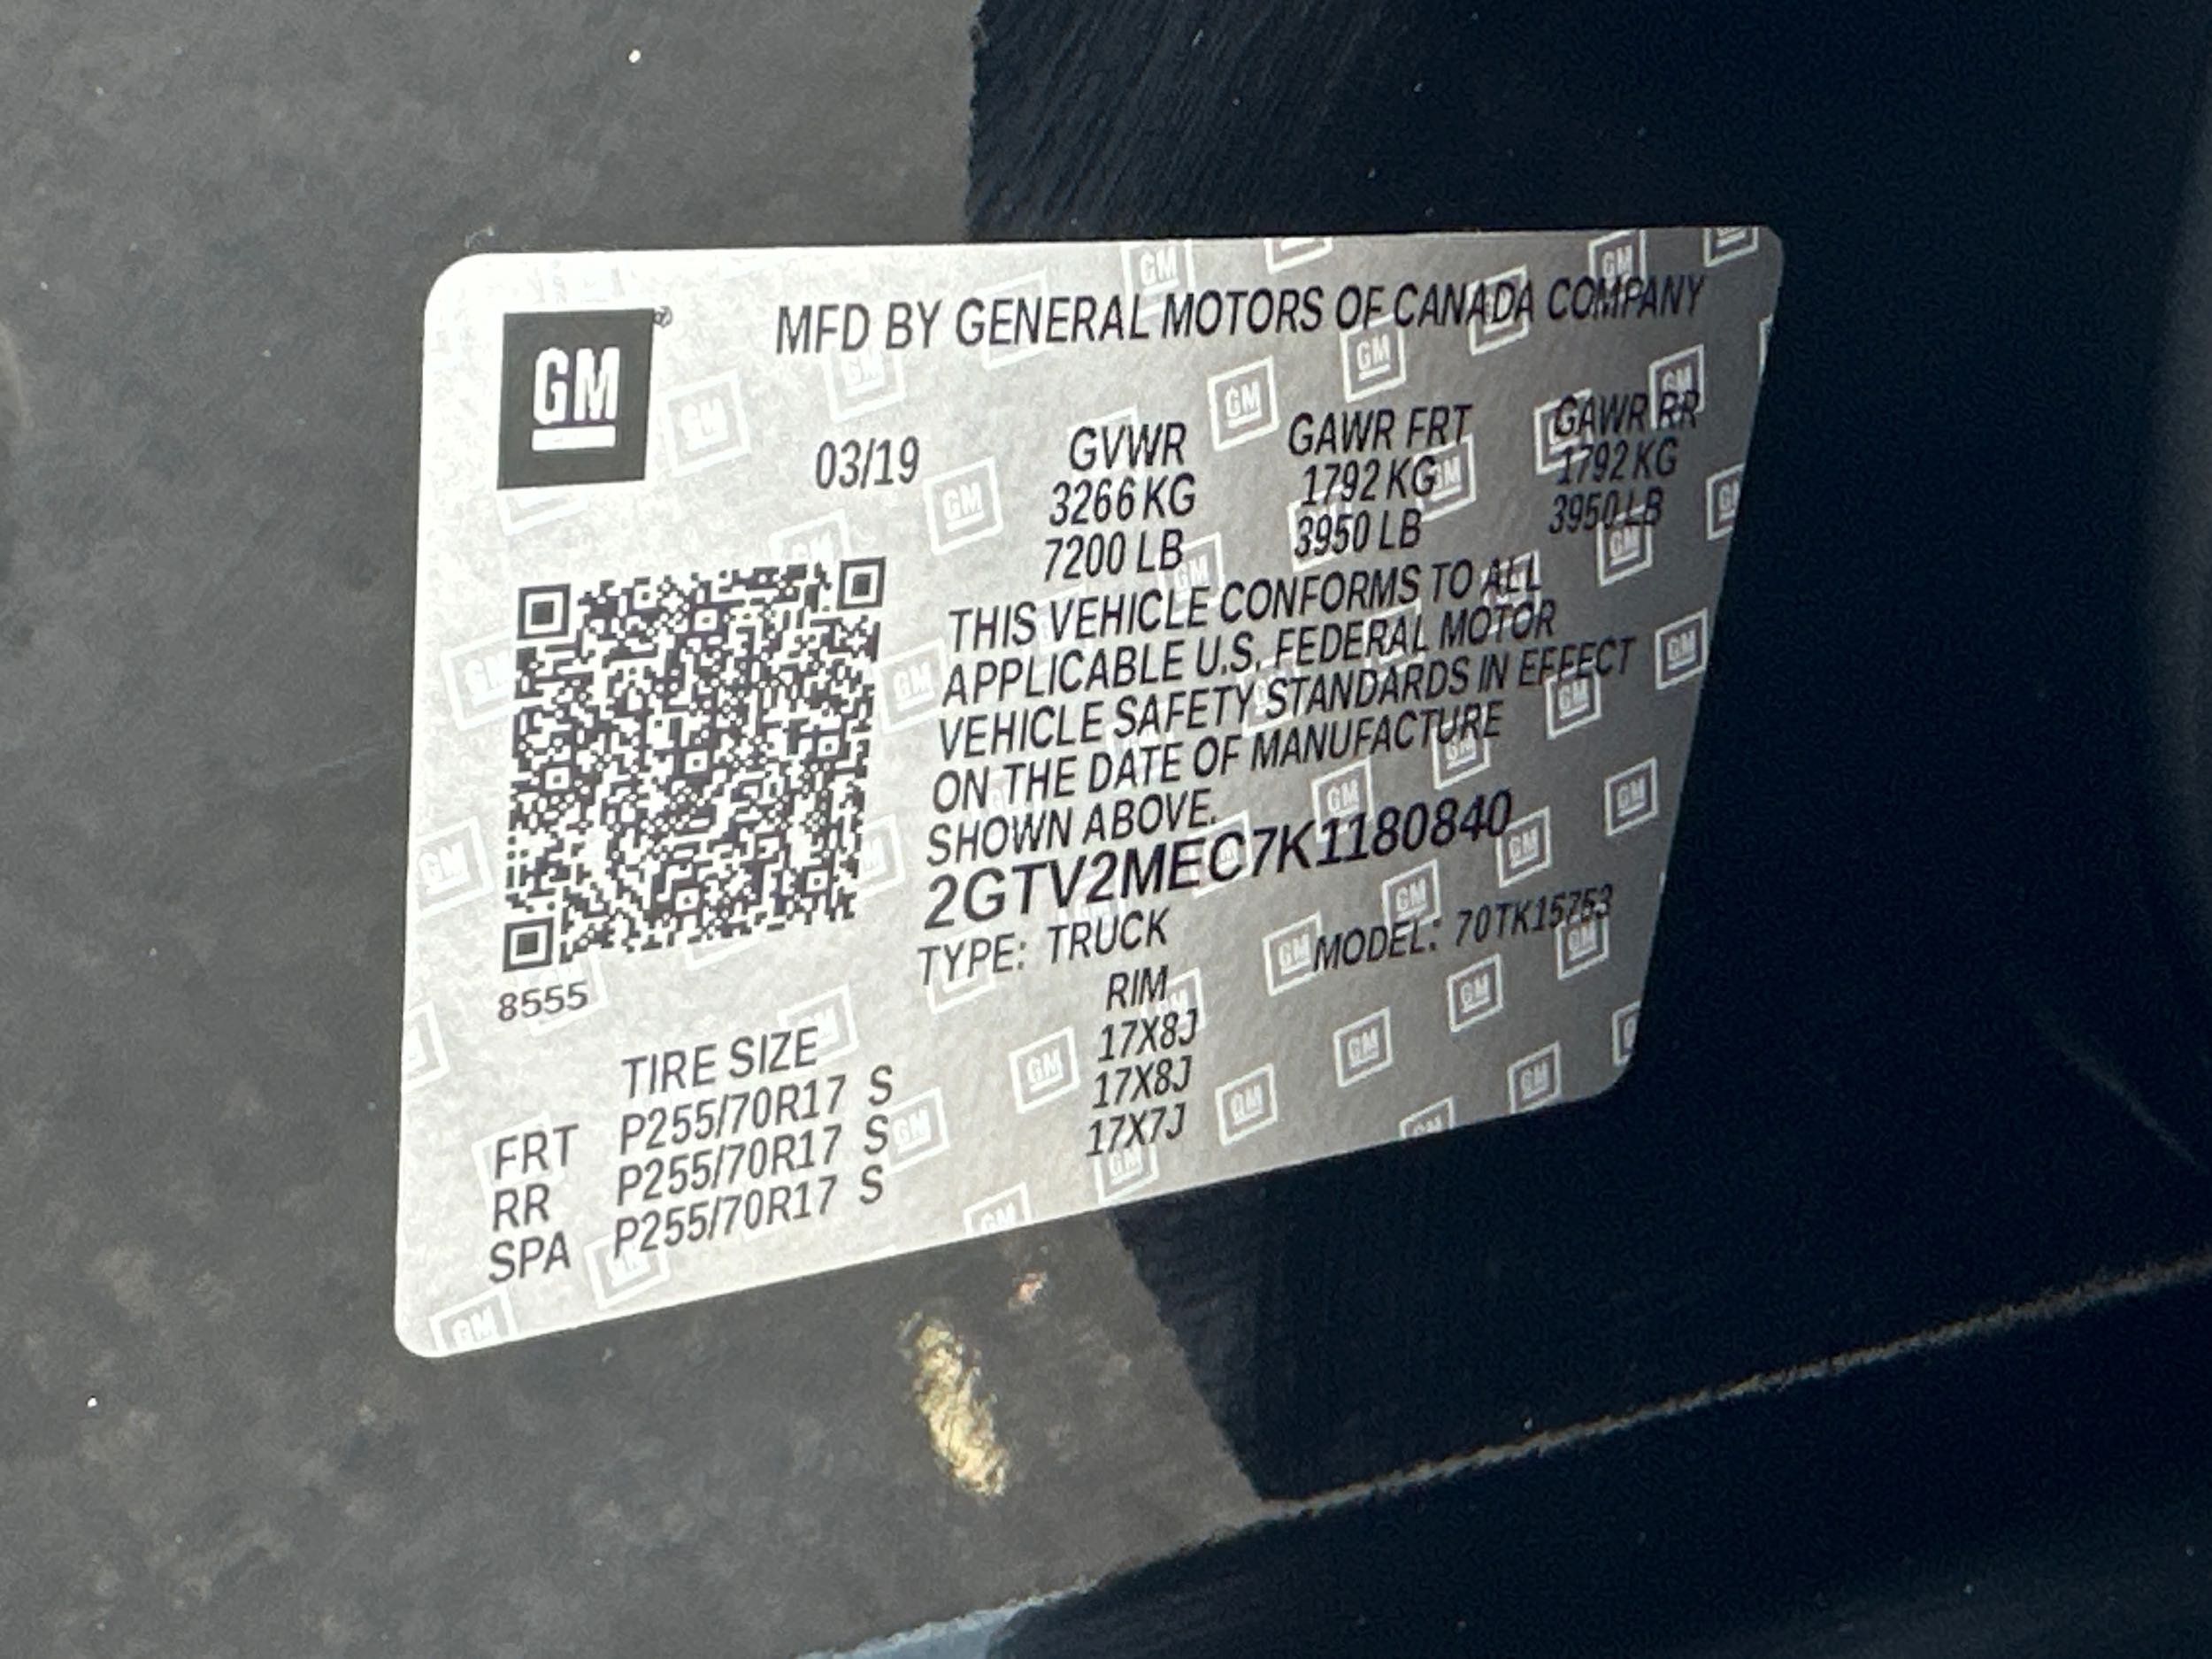 GM ®
MFD BY GENERAL MOTORS OF CANADA COMPANY
03/19 GVWR GAWR FRT GAWR RR
3266 KG 1792 KG 1792 KG
7200 LB 3950 LB 3950 LB
THIS VEHICLE CONFORMS TO ALL
APPLICABLE U.S. FEDERAL MOTOR
VEHICLE SAFETY STANDARDS IN EFFECT
ON THE DATE OF MANUFACTURE
SHOWN ABOVE.
2GTV2MEC7K1180840
TYPE: TRUCK MODEL: 70TK15753
8555
TIRE SIZE RIM
FRT P255/70R17 S 17X8J
RR P255/70R17 S 17X8J
SPA P255/70R17 S 17X7J